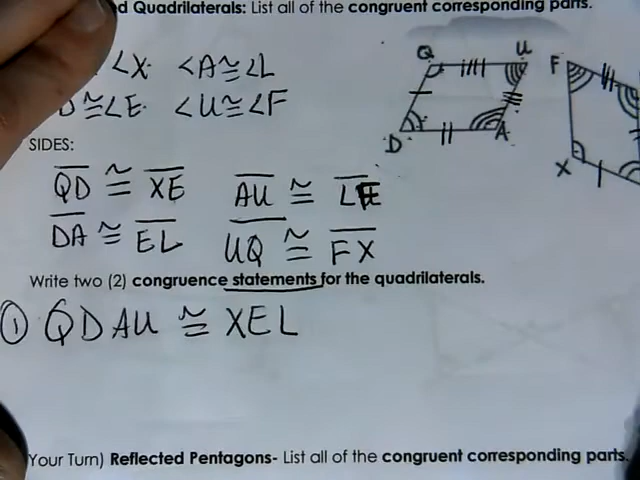 d Quadrilaterals: List all of the congruent corresponding parts.
∠X ∠A≅∠L
D≅∠E ∠U≅∠F
Q U F
D A X
SIDES:
QD ≅ XE AU ≅ LF
DA ≅ EL UQ ≅ FX
Write two (2) congruence statements for the quadrilaterals.
① QDAU ≅ XEL
Your Turn) Reflected Pentagons- List all of the congruent corresponding parts.